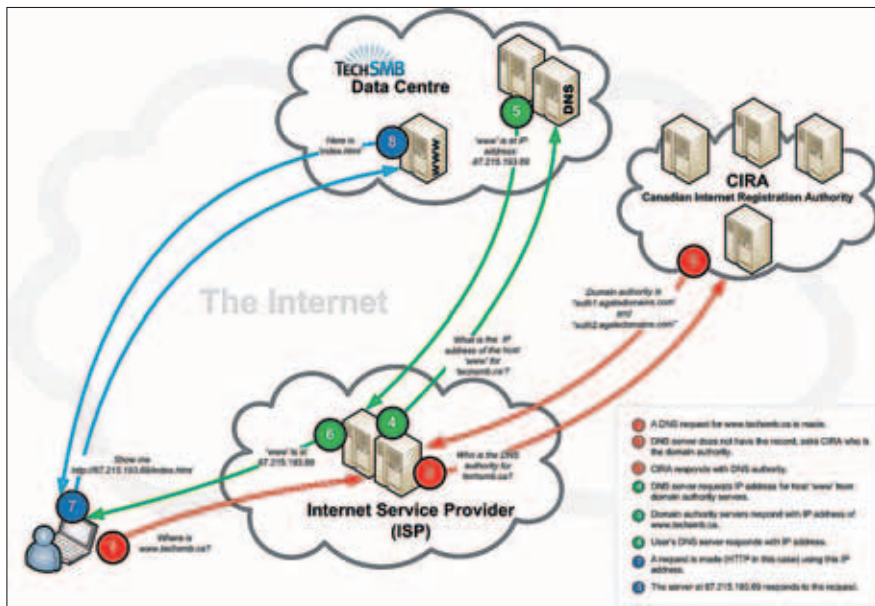 TECHSMB
Data Centre
DNS
5
'www' is at IP
address:
67.215.193.69
Here is
'index.html'
8
WWW
CIRA
Canadian Internet Registration Authority
Domain authority is
and
The Internet
What is the IP
address of the host
'www' for
techsmb.ca?
6
4
'www' is at
67.215.193.69
Who is the DNS
authority for
techsmb.ca?
Show me
http://67.215.193.69/index.html
7
Where is
www.techsmb.ca?
Internet Service Provider
(ISP)
A DNS request for www.techsmb.ca is made.
DNS server does not have the record, asks CIRA who is
the domain authority.
CIRA responds with DNS authority.
DNS server requests IP address for host 'www' from
domain authority servers.
Domain authority servers respond with IP address of
www.techsmb.ca.
User's DNS server responds with IP address.
A request is made (HTTP in this case) using this IP
address.
The server at 67.215.193.69 responds to the request.